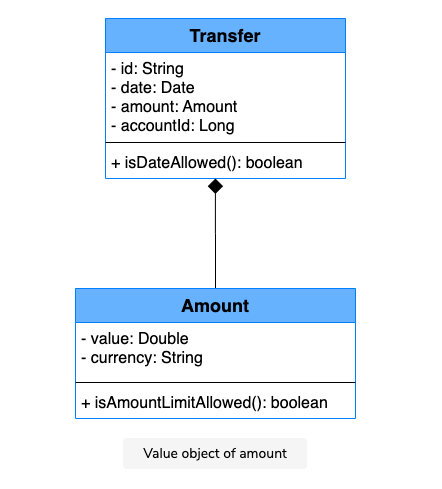 Transfer
- id: String
- date: Date
- amount: Amount
- accountId: Long
+ isDateAllowed(): boolean
Amount
- value: Double
- currency: String
+ isAmountLimitAllowed(): boolean
Value object of amount